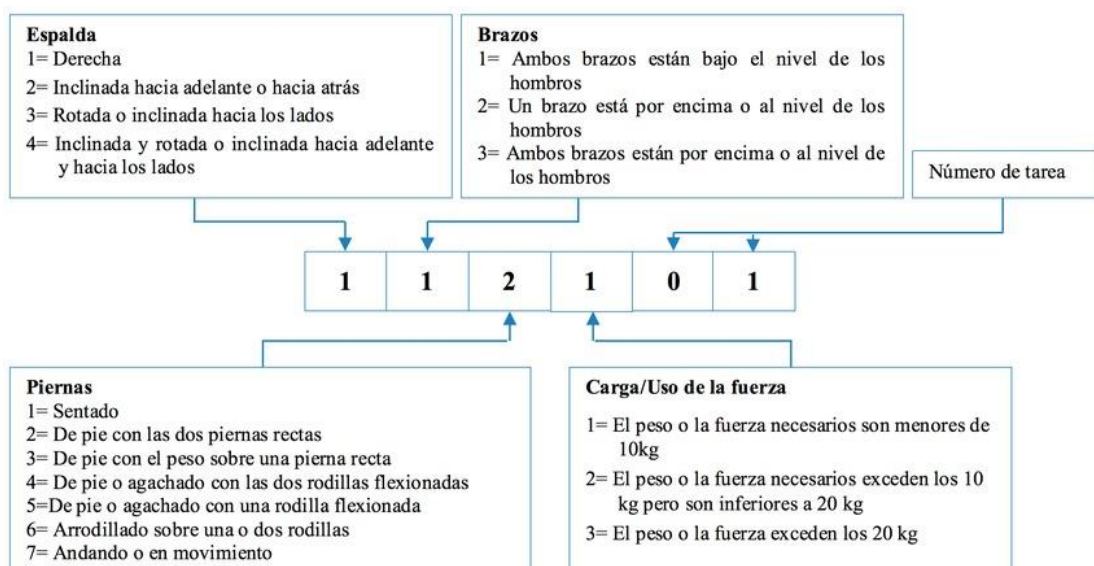 Espalda
1= Derecha
2= Inclinada hacia adelante o hacia atrás
3= Rotada o inclinada hacia los lados
4= Inclinada y rotada o inclinada hacia adelante
y hacia los lados
Brazos
1= Ambos brazos están bajo el nivel de los
hombros
2= Un brazo está por encima o al nivel de los
hombros
3= Ambos brazos están por encima o al nivel de
los hombros
Número de tarea
1 1 2 1 0 1
Piernas
1= Sentado
2= De pie con las dos piernas rectas
3= De pie con el peso sobre una pierna recta
4= De pie o agachado con las dos rodillas flexionadas
5=De pie o agachado con una rodilla flexionada
6= Arrodillado sobre una o dos rodillas
7= Andando o en movimiento
Carga/Uso de la fuerza
1= El peso o la fuerza necesarios son menores de
10kg
2= El peso o la fuerza necesarios exceden los 10
kg pero son inferiores a 20 kg
3= El peso o la fuerza exceden los 20 kg